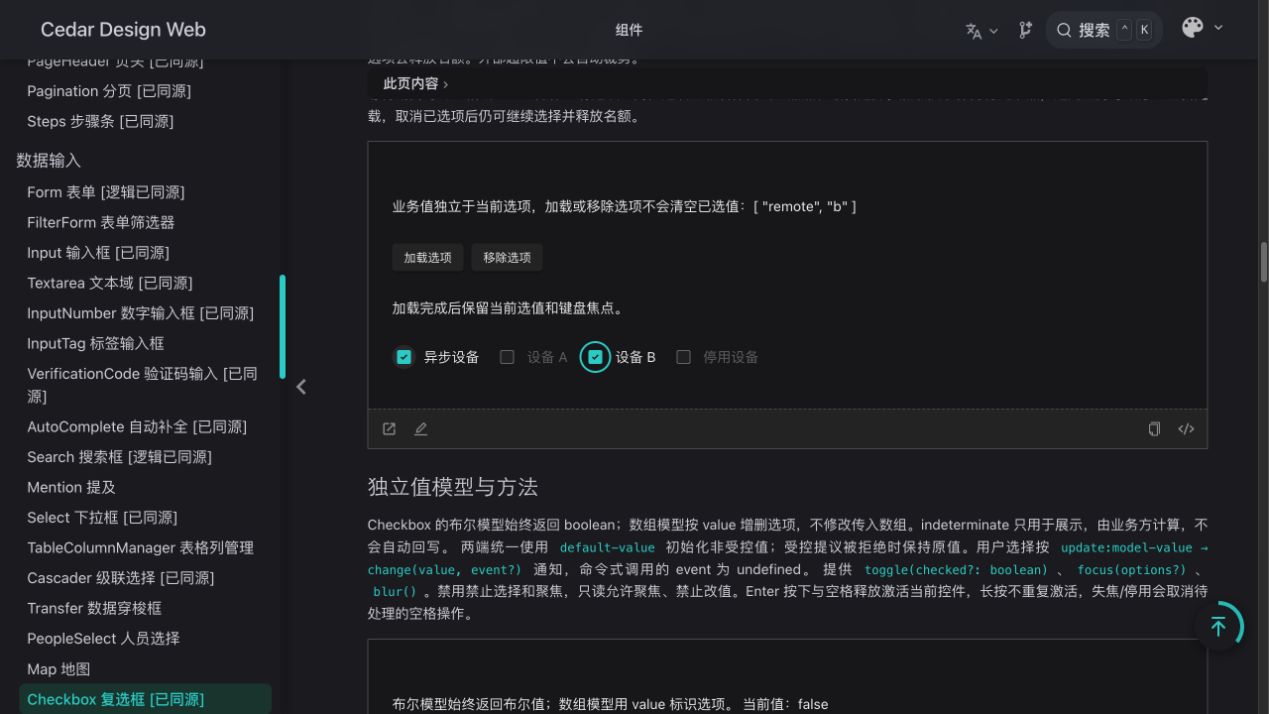 Cedar Design Web
组件
搜索
^
K
PageHeader 页头 [已同源]
Pagination 分页 [已同源]
Steps 步骤条 [已同源]
数据输入
Form 表单 [逻辑已同源]
FilterForm 表单筛选器
Input 输入框 [已同源]
Textarea 文本域 [已同源]
InputNumber 数字输入框 [已同源]
InputTag 标签输入框
VerificationCode 验证码输入 [已同
源]
AutoComplete 自动补全 [已同源]
Search 搜索框 [逻辑已同源]
Mention 提及
Select 下拉框 [已同源]
TableColumnManager 表格列管理
Cascader 级联选择 [已同源]
Transfer 数据穿梭框
PeopleSelect 人员选择
Map 地图
Checkbox 复选框 [已同源]
此页内容 ›
载，取消已选项后仍可继续选择并释放名额。
业务值独立于当前选项，加载或移除选项不会清空已选值：[ "remote", "b" ]
加载选项
移除选项
加载完成后保留当前选值和键盘焦点。
异步设备 设备 A 设备 B 停用设备
独立值模型与方法
Checkbox 的布尔模型始终返回 boolean；数组模型按 value 增删选项，不修改传入数组。indeterminate 只用于展示，由业务方计算，不
会自动回写。 两端统一使用 default-value 初始化非受控值；受控提议被拒绝时保持原值。用户选择按 update:model-value →
change(value, event?) 通知，命令式调用的 event 为 undefined。 提供 toggle(checked?: boolean) 、 focus(options?) 、
blur() 。禁用禁止选择和聚焦，只读允许聚焦、禁止改值。Enter 按下与空格释放激活当前控件，长按不重复激活，失焦/停用会取消待
处理的空格操作。
布尔模型始终返回布尔值；数组模型用 value 标识选项。 当前值：false